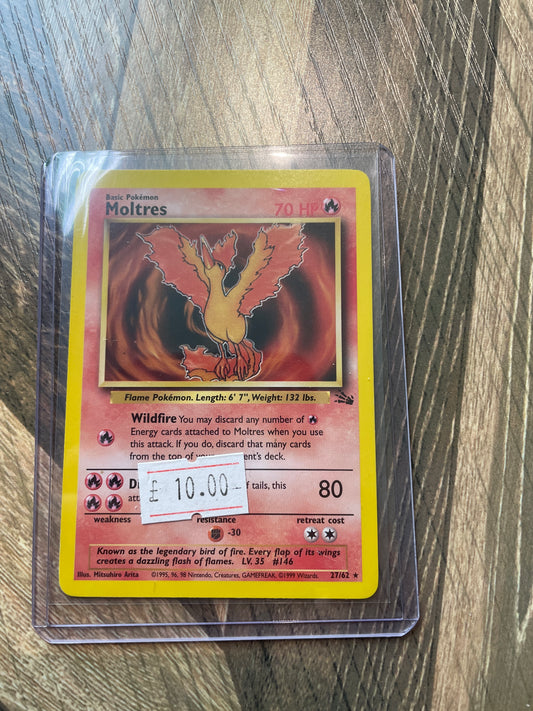 Basic Pokémon
Moltres 70 HP
Flame Pokémon. Length: 6' 7", Weight: 132 lbs.
Wildfire You may discard any number of
Energy cards attached to Moltres when you use
this attack. If you do, discard that many cards
from the top of your opponent's deck.
£ 10.00
of tails, this
80
weakness resistance retreat cost
-30
Known as the legendary bird of fire. Every flap of its wings
creates a dazzling flash of flames. LV. 35 #146
Illus. Mitsuhiro Arita ©1995, 96, 98 Nintendo, Creatures, GAMEFREAK. ©1999 Wizards. 27/62 ★